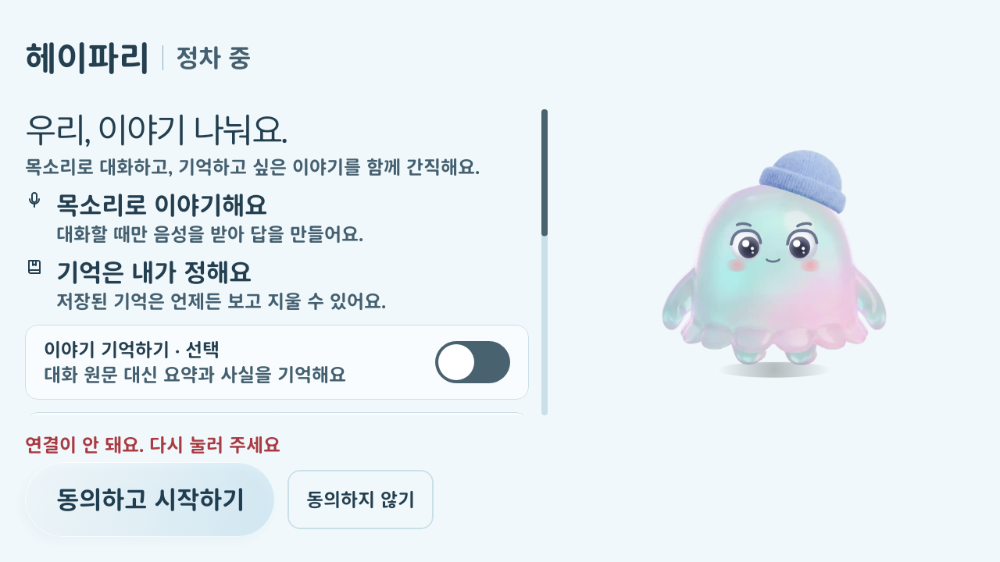 헤이파리
정차 중
우리, 이야기 나눠요.
목소리로 대화하고, 기억하고 싶은 이야기를 함께 간직해요.
목소리로 이야기해요
대화할 때만 음성을 받아 답을 만들어요.
기억은 내가 정해요
저장된 기억은 언제든 보고 지울 수 있어요.
이야기 기억하기 · 선택
대화 원문 대신 요약과 사실을 기억해요
연결이 안 돼요. 다시 눌러 주세요
동의하고 시작하기
동의하지 않기